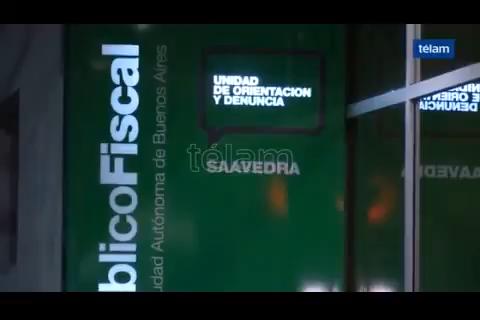 télam
UNIDAD
DE ORIENTACION
Y DENUNCIA
télam
SAAVEDRA
blicoFiscal
udad Autónoma de Buenos Aires